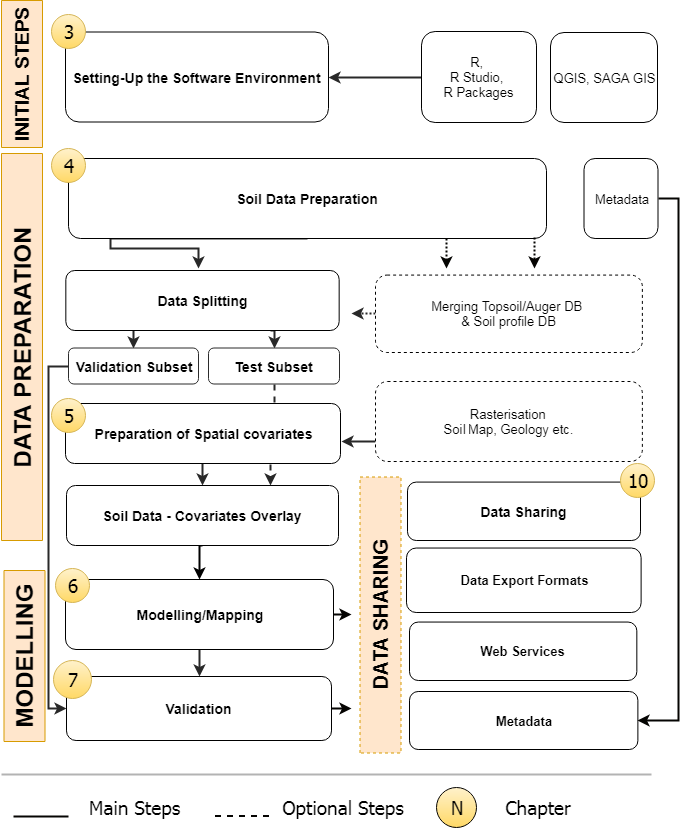 INITIAL STEPS
3
Setting-Up the Software Environment
R,
R Studio,
R Packages
QGIS, SAGA GIS
DATA PREPARATION
4
Soil Data Preparation
Metadata
Data Splitting
Merging Topsoil/Auger DB
& Soil profile DB
Validation Subset
Test Subset
5
Preparation of Spatial covariates
Rasterisation
Soil Map, Geology etc.
Soil Data - Covariates Overlay
DATA SHARING
10
Data Sharing
Data Export Formats
Web Services
Metadata
MODELLING
6
Modelling/Mapping
7
Validation
Main Steps
Optional Steps
N
Chapter